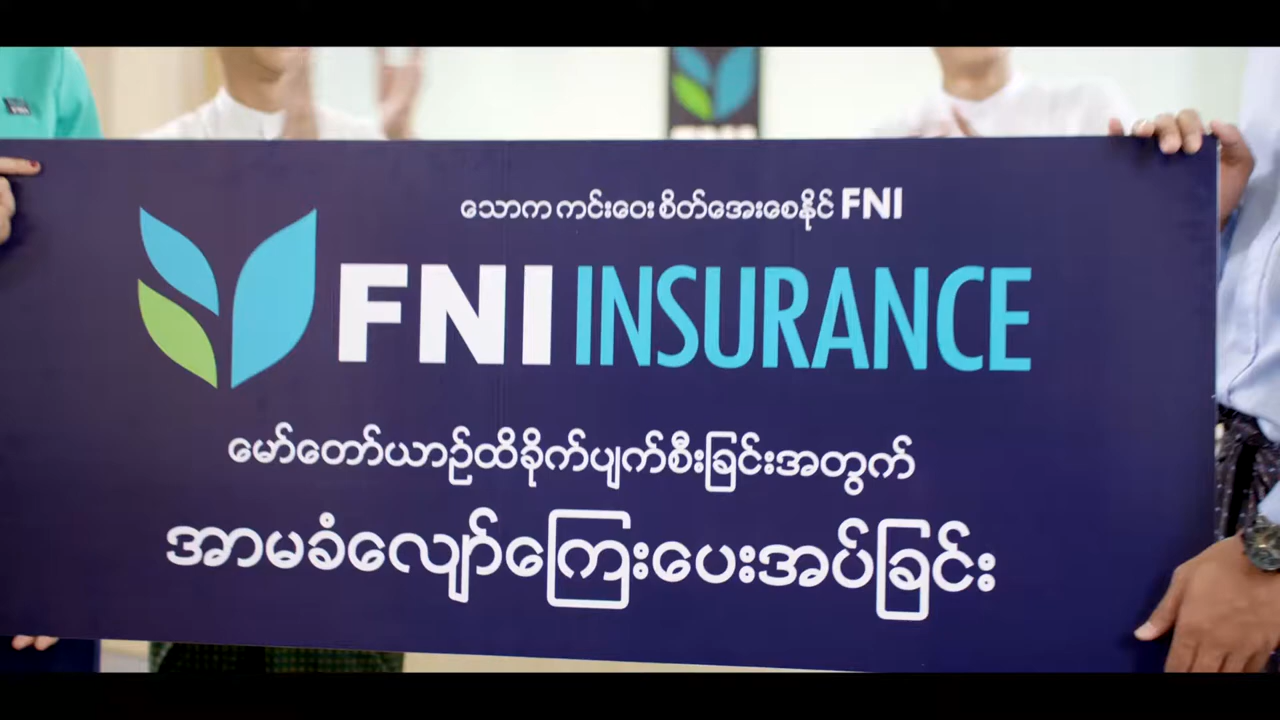 သောက ကင်းဝေး စိတ်အေးစေနိုင် FNI
FNI INSURANCE
မော်တော်ယာဉ်ထိခိုက်ပျက်စီးခြင်းအတွက်
အာမခံလျော်ကြေးပေးအပ်ခြင်း